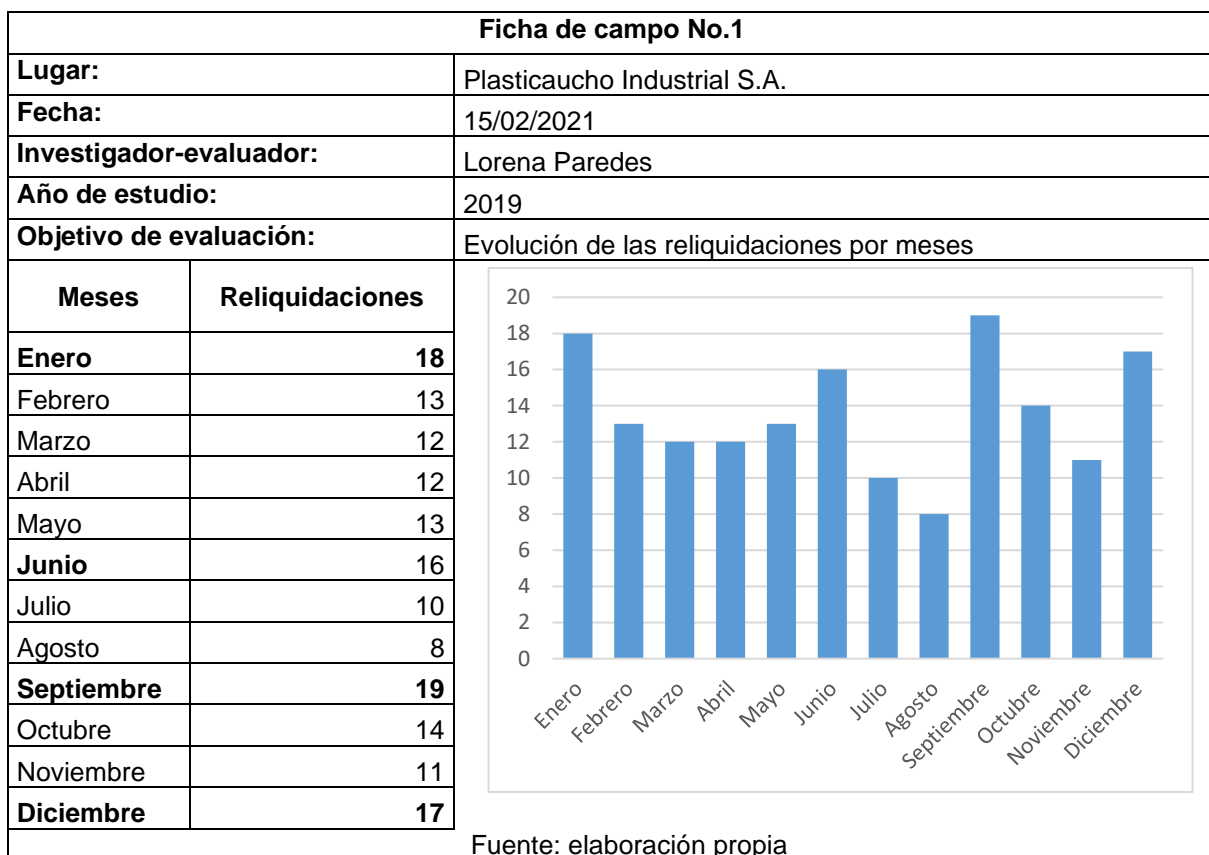 Ficha de campo No.1
Lugar: Plasticaucho Industrial S.A.
Fecha: 15/02/2021
Investigador-evaluador: Lorena Paredes
Año de estudio: 2019
Objetivo de evaluación: Evolución de las reliquidaciones por meses
Meses Reliquidaciones
Enero 18
Febrero 13
Marzo 12
Abril 12
Mayo 13
Junio 16
Julio 10
Agosto 8
Septiembre 19
Octubre 14
Noviembre 11
Diciembre 17
20
18
16
14
12
10
8
6
4
2
0
Enero Febrero Marzo Abril Mayo Junio Julio Agosto Septiembre Octubre Noviembre Diciembre
Fuente: elaboración propia